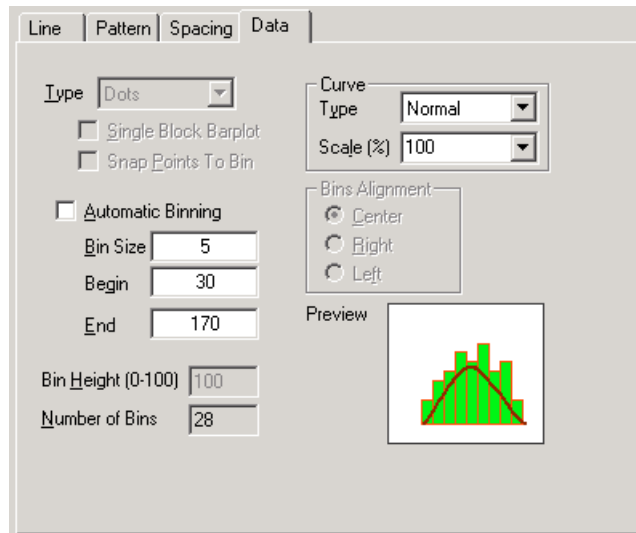 Line Pattern Spacing Data
Type Dots
Single Block Barplot
Snap Points To Bin
Automatic Binning
Bin Size 5
Begin 30
End 170
Bin Height (0-100) 100
Number of Bins 28
Curve
Type Normal
Scale (%) 100
Bins Alignment
Center
Right
Left
Preview